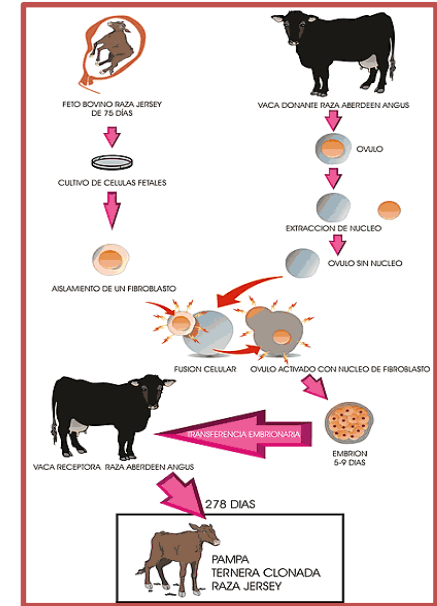 FETO BOVINO RAZA JERSEY
DE 75 DÍAS
VACA DONANTE RAZA ABERDEEN ANGUS
OVULO
CULTIVO DE CELULAS FETALES
EXTRACCION DE NUCLEO
OVULO SIN NUCLEO
AISLAMIENTO DE UN FIBROBLASTO
FUSION CELULAR
OVULO ACTIVADO CON NUCLEO DE FIBROBLASTO
TRANSFERENCIA EMBRIONARIA
EMBRION
5-9 DIAS
VACA RECEPTORA RAZA ABERDEEN ANGUS
278 DIAS
PAMPA
TERNERA CLONADA
RAZA JERSEY